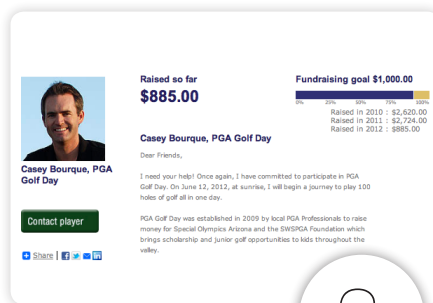 Raised so far
$885.00
Fundraising goal $1,000.00
0% 25% 50% 75% 100%
Raised in 2010 : $2,620.00
Raised in 2011 : $2,724.00
Raised in 2012 : $885.00
Casey Bourque, PGA
Golf Day
Contact player
Share |
Casey Bourque, PGA Golf Day
Dear Friends,
I need your help! Once again, I have committed to participate in PGA
Golf Day. On June 12, 2012, at sunrise, I will begin a journey to play 100
holes of golf all in one day.
PGA Golf Day was established in 2009 by local PGA Professionals to raise
money for Special Olympics Arizona and the SWSPGA Foundation which
brings scholarship and junior golf opportunities to kids throughout the
valley.